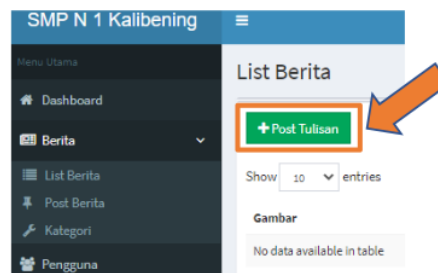 SMP N 1 Kalibening
Menu Utama
List Berita
Dashboard
+ Post Tulisan
Berita
List Berita
Show 10 entries
Post Berita
Kategori
Gambar
Pengguna
No data available in table